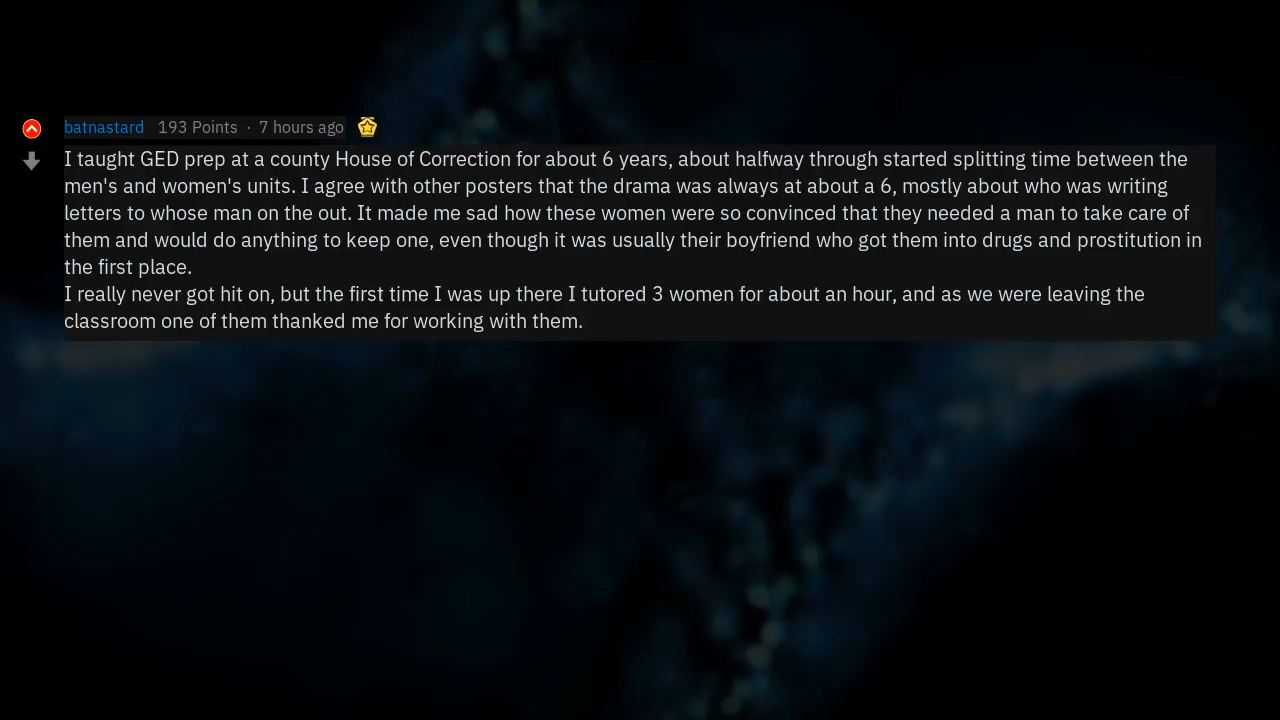 batnastard 193 Points · 7 hours ago
I taught GED prep at a county House of Correction for about 6 years, about halfway through started splitting time between the
men's and women's units. I agree with other posters that the drama was always at about a 6, mostly about who was writing
letters to whose man on the out. It made me sad how these women were so convinced that they needed a man to take care of
them and would do anything to keep one, even though it was usually their boyfriend who got them into drugs and prostitution in
the first place.
I really never got hit on, but the first time I was up there I tutored 3 women for about an hour, and as we were leaving the
classroom one of them thanked me for working with them.